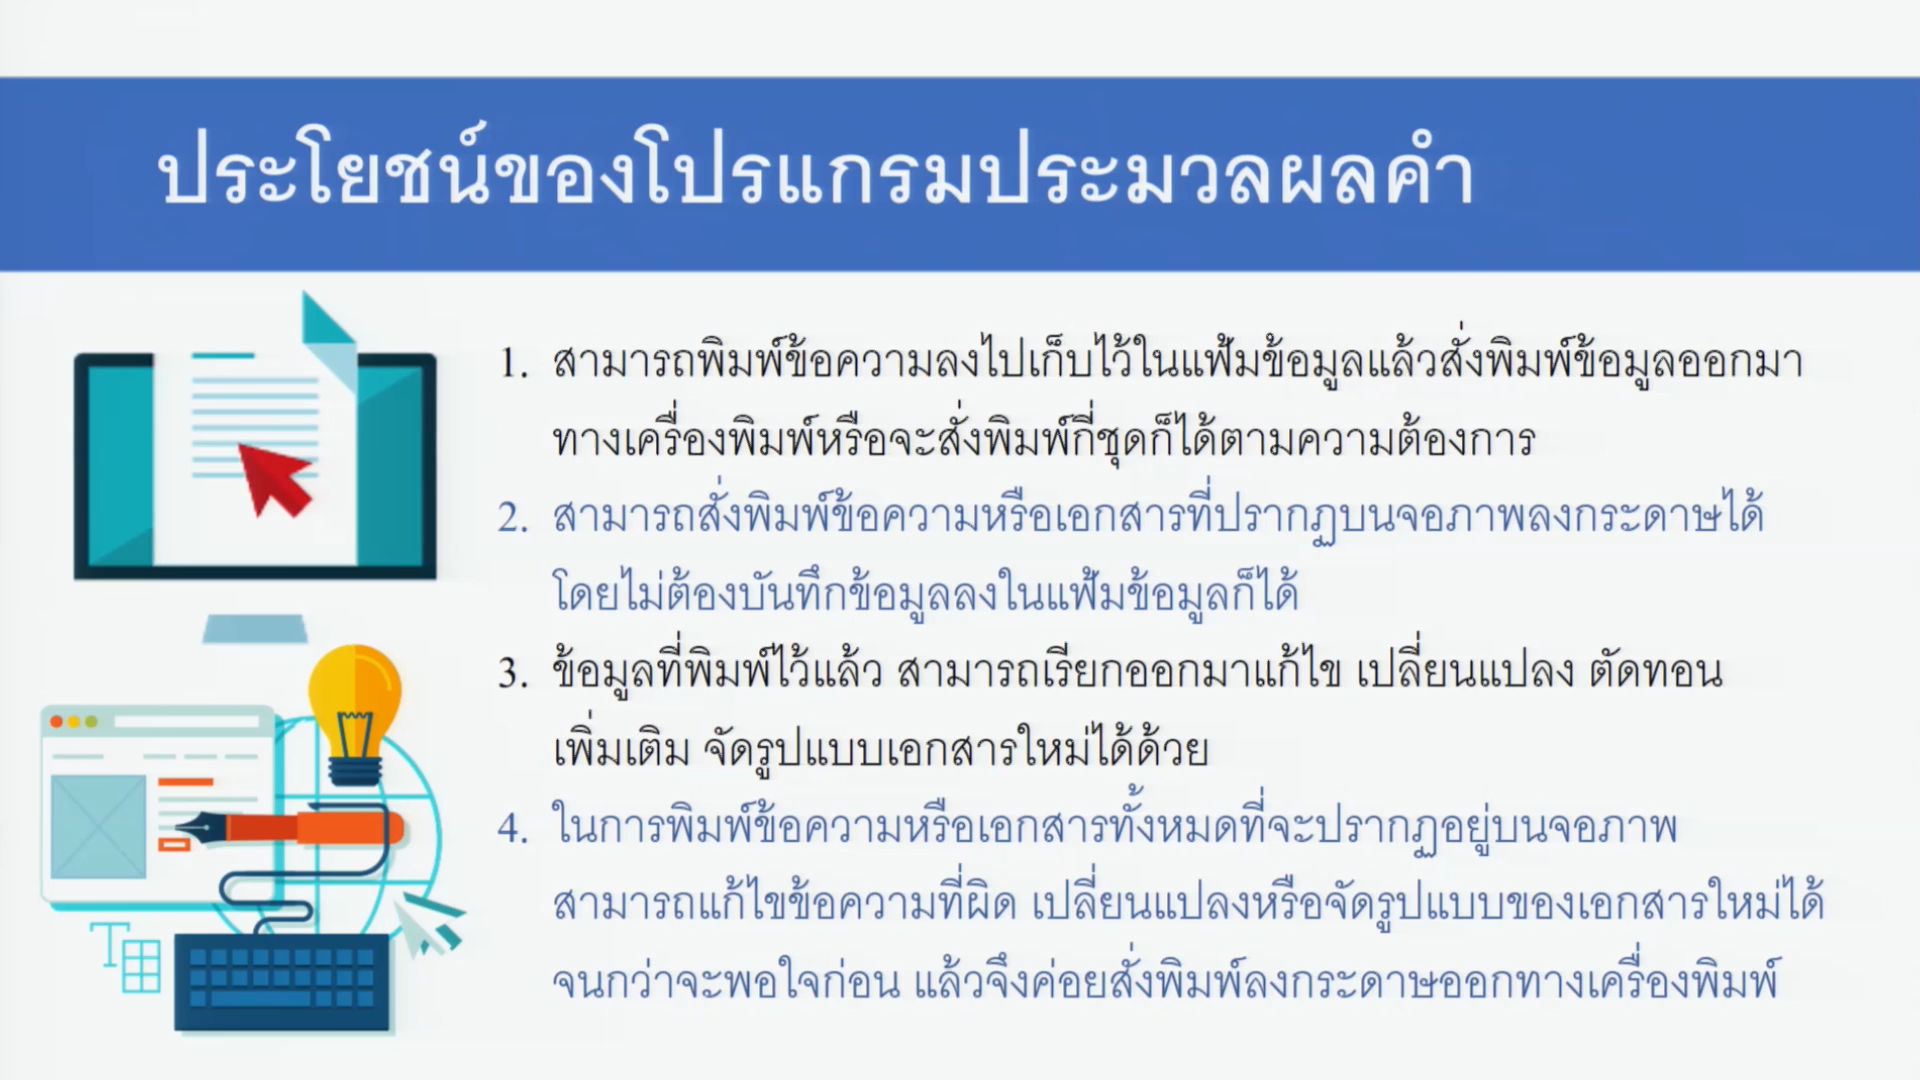 ประโยชน์ของโปรแกรมประมวลผลคำ
1. สามารถพิมพ์ข้อความลงไปเก็บไว้ในแฟ้มข้อมูลแล้วสั่งพิมพ์ข้อมูลออกมา
ทางเครื่องพิมพ์หรือจะสั่งพิมพ์กี่ชุดก็ได้ตามความต้องการ
2. สามารถสั่งพิมพ์ข้อความหรือเอกสารที่ปรากฏบนจอภาพลงกระดาษได้
โดยไม่ต้องบันทึกข้อมูลลงในแฟ้มข้อมูลก็ได้
3. ข้อมูลที่พิมพ์ไว้แล้ว สามารถเรียกออกมาแก้ไข เปลี่ยนแปลง ตัดทอน
เพิ่มเติม จัดรูปแบบเอกสารใหม่ได้ด้วย
4. ในการพิมพ์ข้อความหรือเอกสารทั้งหมดที่จะปรากฏอยู่บนจอภาพ
สามารถแก้ไขข้อความที่ผิด เปลี่ยนแปลงหรือจัดรูปแบบของเอกสารใหม่ได้
จนกว่าจะพอใจก่อน แล้วจึงค่อยสั่งพิมพ์ลงกระดาษออกทางเครื่องพิมพ์